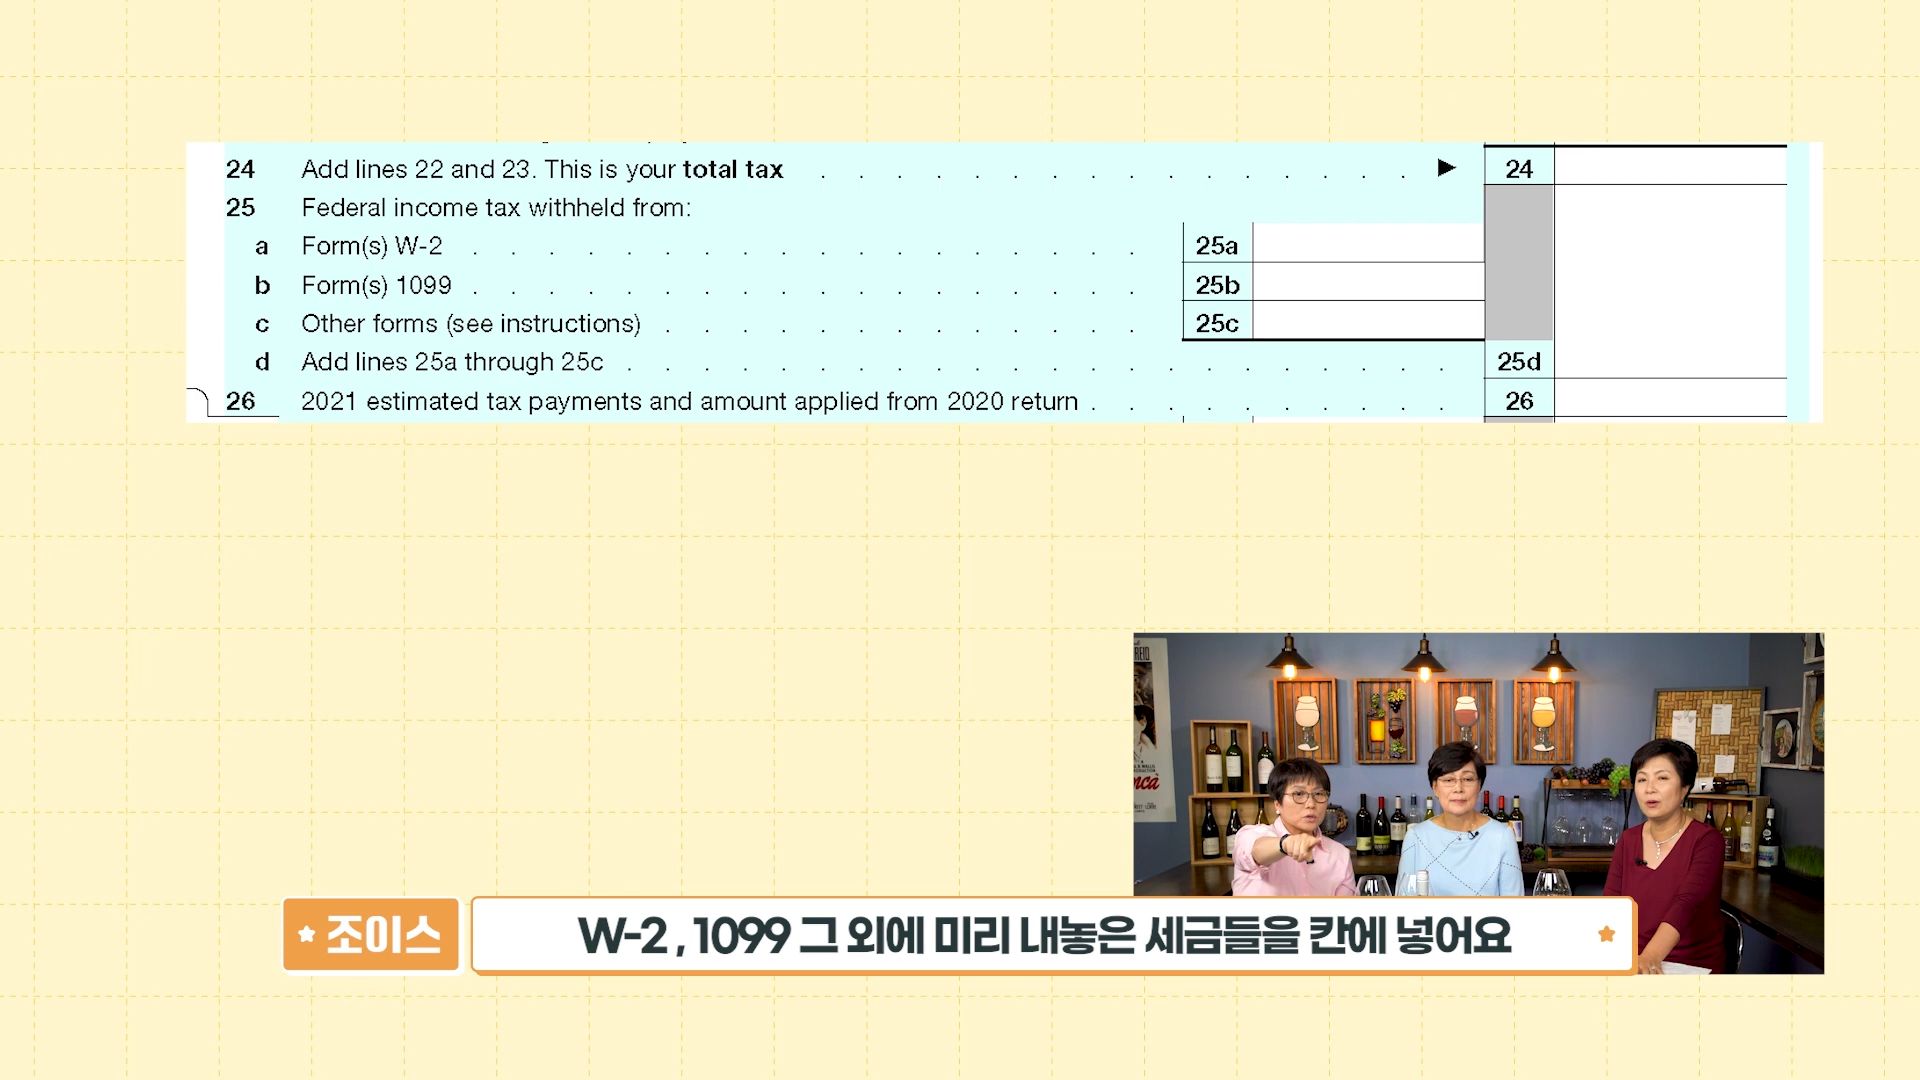 24 Add lines 22 and 23. This is your total tax . . . . . . . . . . . . . . . . ▶ 24
25 Federal income tax withheld from:
a Form(s) W-2 . . . . . . . . . . . . . . . . . . 25a
b Form(s) 1099 . . . . . . . . . . . . . . . . . . 25b
c Other forms (see instructions) . . . . . . . . . . . . . 25c
d Add lines 25a through 25c . . . . . . . . . . . . . . . . . . . . . . 25d
26 2021 estimated tax payments and amount applied from 2020 return . . . . . . . . . . 26
REID
조이스
W-2 , 1099 그 외에 미리 내놓은 세금들을 칸에 넣어요